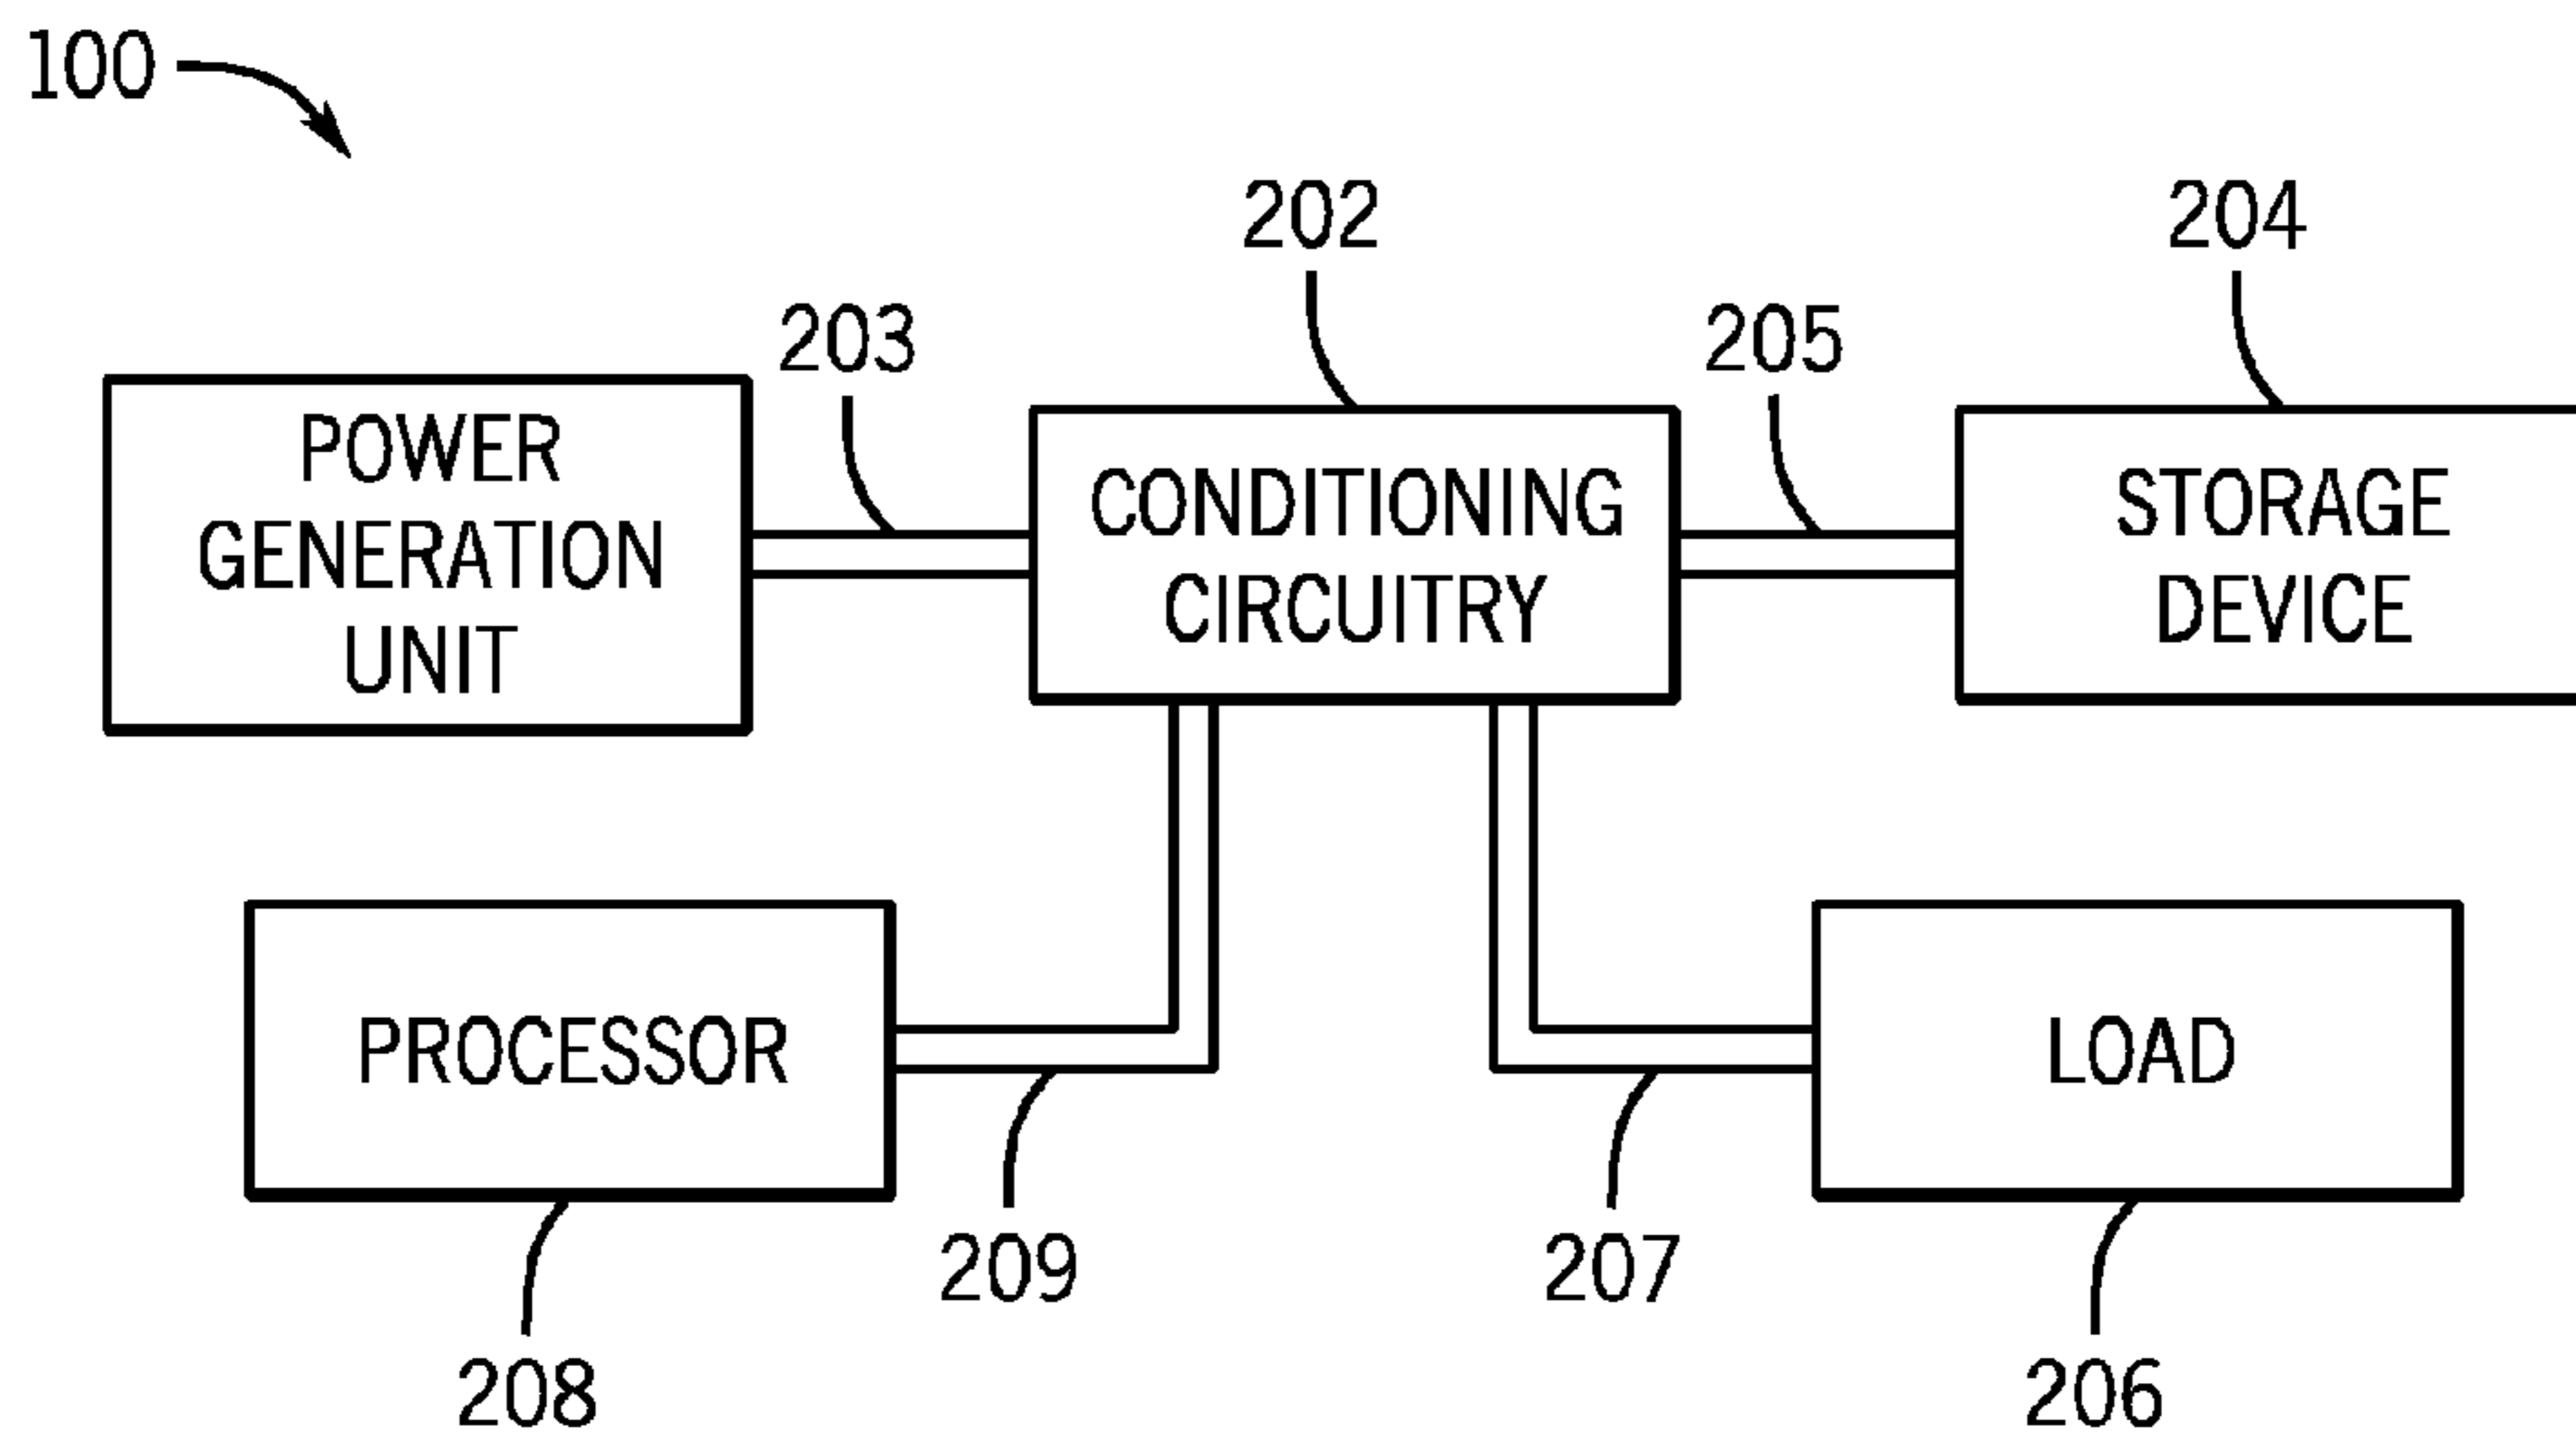 100
202
204
203
205
POWER
GENERATION
UNIT
CONDITIONING
CIRCUITRY
STORAGE
DEVICE
PROCESSOR
LOAD
209
207
208
206